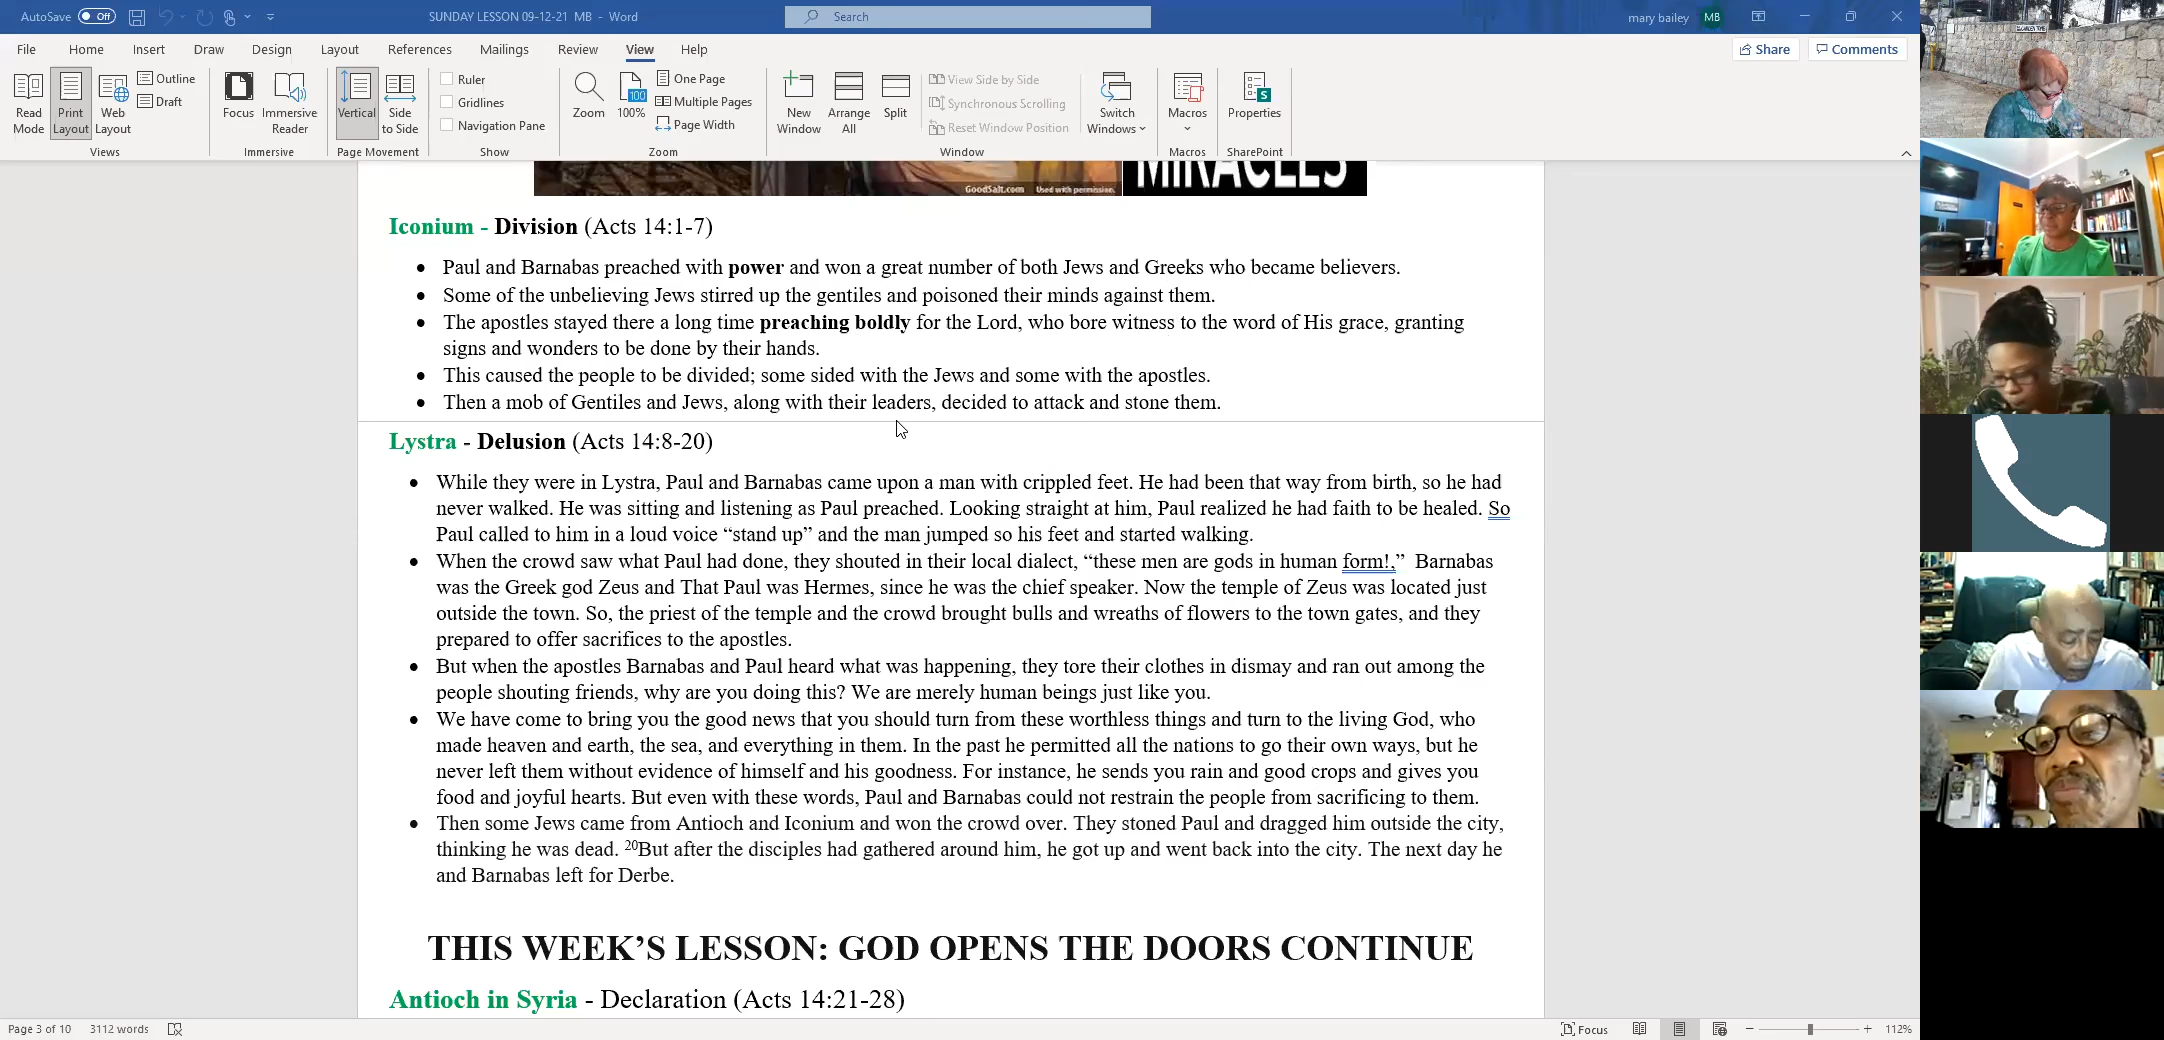 AutoSave Off SUNDAY LESSON 09-12-21 MB - Word Search mary bailey MB
File Home Insert Draw Design Layout References Mailings Review View Help Share Comments
Read Mode
Print Layout
Web Layout
Outline
Draft
Views
Focus
Immersive Reader
Immersive
Vertical
Side to Side
Page Movement
Ruler
Gridlines
Navigation Pane
Show
Zoom
100
100%
One Page
Multiple Pages
Page Width
Zoom
New Window
Arrange All
Split
View Side by Side
Synchronous Scrolling
Reset Window Position
Switch Windows
Window
Macros
Macros
Properties
SharePoint
GoodSalt.com Used with permission.
MIRACLES
Iconium - Division (Acts 14:1-7)
• Paul and Barnabas preached with power and won a great number of both Jews and Greeks who became believers.
• Some of the unbelieving Jews stirred up the gentiles and poisoned their minds against them.
• The apostles stayed there a long time preaching boldly for the Lord, who bore witness to the word of His grace, granting
signs and wonders to be done by their hands.
• This caused the people to be divided; some sided with the Jews and some with the apostles.
• Then a mob of Gentiles and Jews, along with their leaders, decided to attack and stone them.
Lystra - Delusion (Acts 14:8-20)
• While they were in Lystra, Paul and Barnabas came upon a man with crippled feet. He had been that way from birth, so he had
never walked. He was sitting and listening as Paul preached. Looking straight at him, Paul realized he had faith to be healed. So
Paul called to him in a loud voice “stand up” and the man jumped so his feet and started walking.
• When the crowd saw what Paul had done, they shouted in their local dialect, “these men are gods in human form!,” Barnabas
was the Greek god Zeus and That Paul was Hermes, since he was the chief speaker. Now the temple of Zeus was located just
outside the town. So, the priest of the temple and the crowd brought bulls and wreaths of flowers to the town gates, and they
prepared to offer sacrifices to the apostles.
• But when the apostles Barnabas and Paul heard what was happening, they tore their clothes in dismay and ran out among the
people shouting friends, why are you doing this? We are merely human beings just like you.
• We have come to bring you the good news that you should turn from these worthless things and turn to the living God, who
made heaven and earth, the sea, and everything in them. In the past he permitted all the nations to go their own ways, but he
never left them without evidence of himself and his goodness. For instance, he sends you rain and good crops and gives you
food and joyful hearts. But even with these words, Paul and Barnabas could not restrain the people from sacrificing to them.
• Then some Jews came from Antioch and Iconium and won the crowd over. They stoned Paul and dragged him outside the city,
thinking he was dead. 20But after the disciples had gathered around him, he got up and went back into the city. The next day he
and Barnabas left for Derbe.
THIS WEEK’S LESSON: GOD OPENS THE DOORS CONTINUE
Antioch in Syria - Declaration (Acts 14:21-28)
Page 3 of 10 3112 words Focus 112%